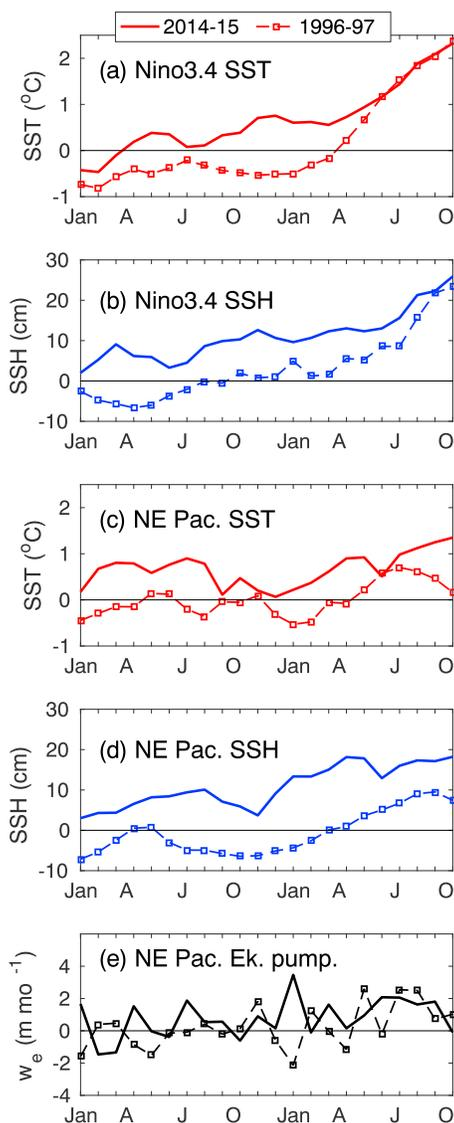 2014-15 1996-97
(a) Nino3.4 SST
SST (°C)
2
1
0
-1
Jan A J O Jan A J O
(b) Nino3.4 SSH
SSH (cm)
30
20
10
0
-10
Jan A J O Jan A J O
(c) NE Pac. SST
SST (°C)
2
1
0
-1
Jan A J O Jan A J O
(d) NE Pac. SSH
SSH (cm)
30
20
10
0
-10
Jan A J O Jan A J O
(e) NE Pac. Ek. pump.
w_e (m mo⁻¹)
4
2
0
-2
-4
Jan A J O Jan A J O